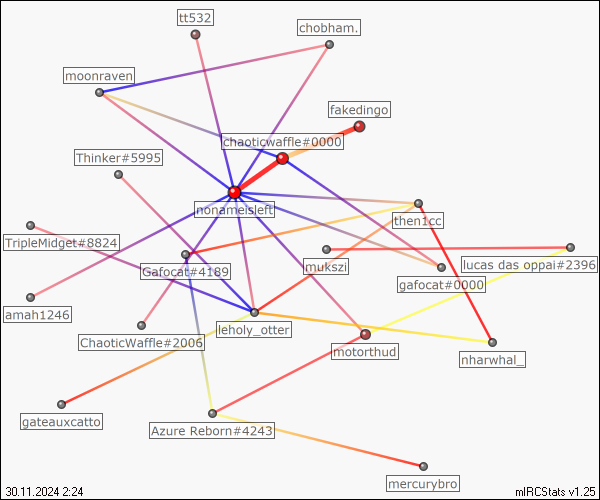 tt532
chobham.
moonraven
fakedingo
chaoticwaffle#0000
Thinker#5995
nonameisleft
then1cc
TripleMidget#8824
mukszi
lucas das oppai#2396
Gafocat#4189
gafocat#0000
amah1246
leholy_otter
ChaoticWaffle#2006
motorthud
nharwhal_
gateauxcatto
Azure Reborn#4243
mercurybro
30.11.2024 2:24
mIRCStats v1.25